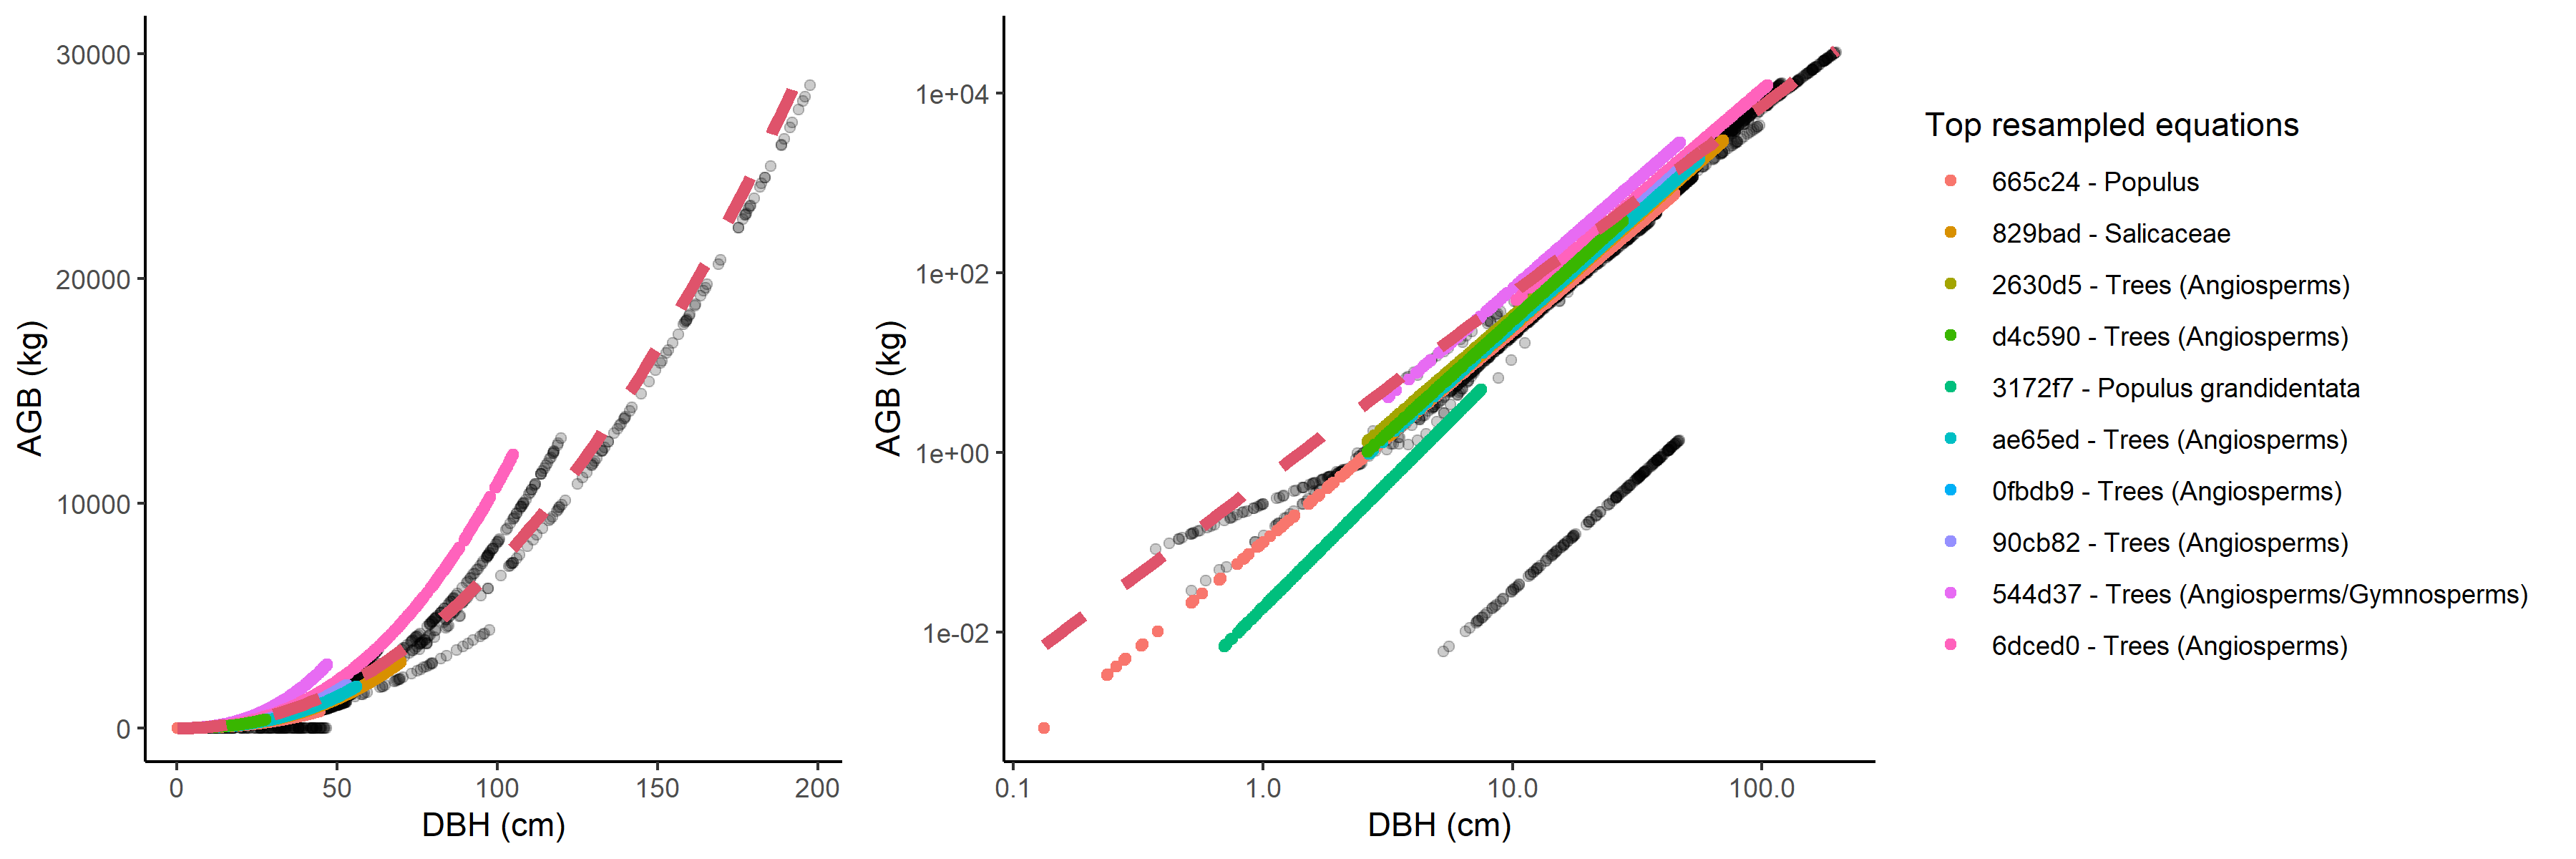 30000
20000
10000
0
AGB (kg)
0 50 100 150 200
DBH (cm)
1e+04
1e+02
1e+00
1e-02
AGB (kg)
0.1 1.0 10.0 100.0
DBH (cm)
Top resampled equations
665c24 - Populus
829bad - Salicaceae
2630d5 - Trees (Angiosperms)
d4c590 - Trees (Angiosperms)
3172f7 - Populus grandidentata
ae65ed - Trees (Angiosperms)
0fbdb9 - Trees (Angiosperms)
90cb82 - Trees (Angiosperms)
544d37 - Trees (Angiosperms/Gymnosperms)
6dced0 - Trees (Angiosperms)